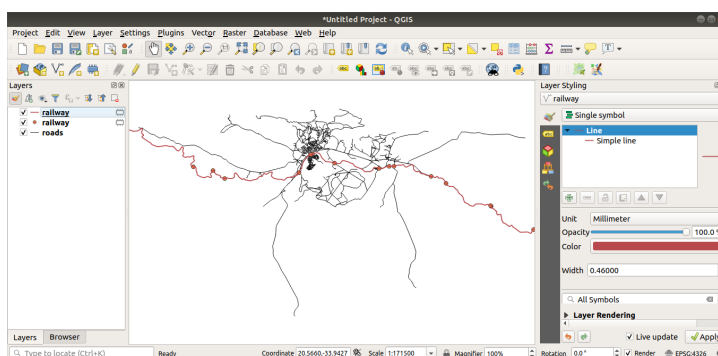 *Untitled Project - QGIS
Project Edit View Layer Settings Plugins Vector Raster Database Web Help
Layers
railway
railway
roads
Layer Styling
railway
Single symbol
Line
Simple line
Unit Millimeter
Opacity 100.0
Color
Width 0.46000
All Symbols
Layer Rendering
Live update Apply
Layers Browser
Type to locate (Ctrl+K) Ready Coordinate 20.5660,-33.9427 Scale 1:171500 Magnifier 100% Rotation 0.0° Render EPSG:4326